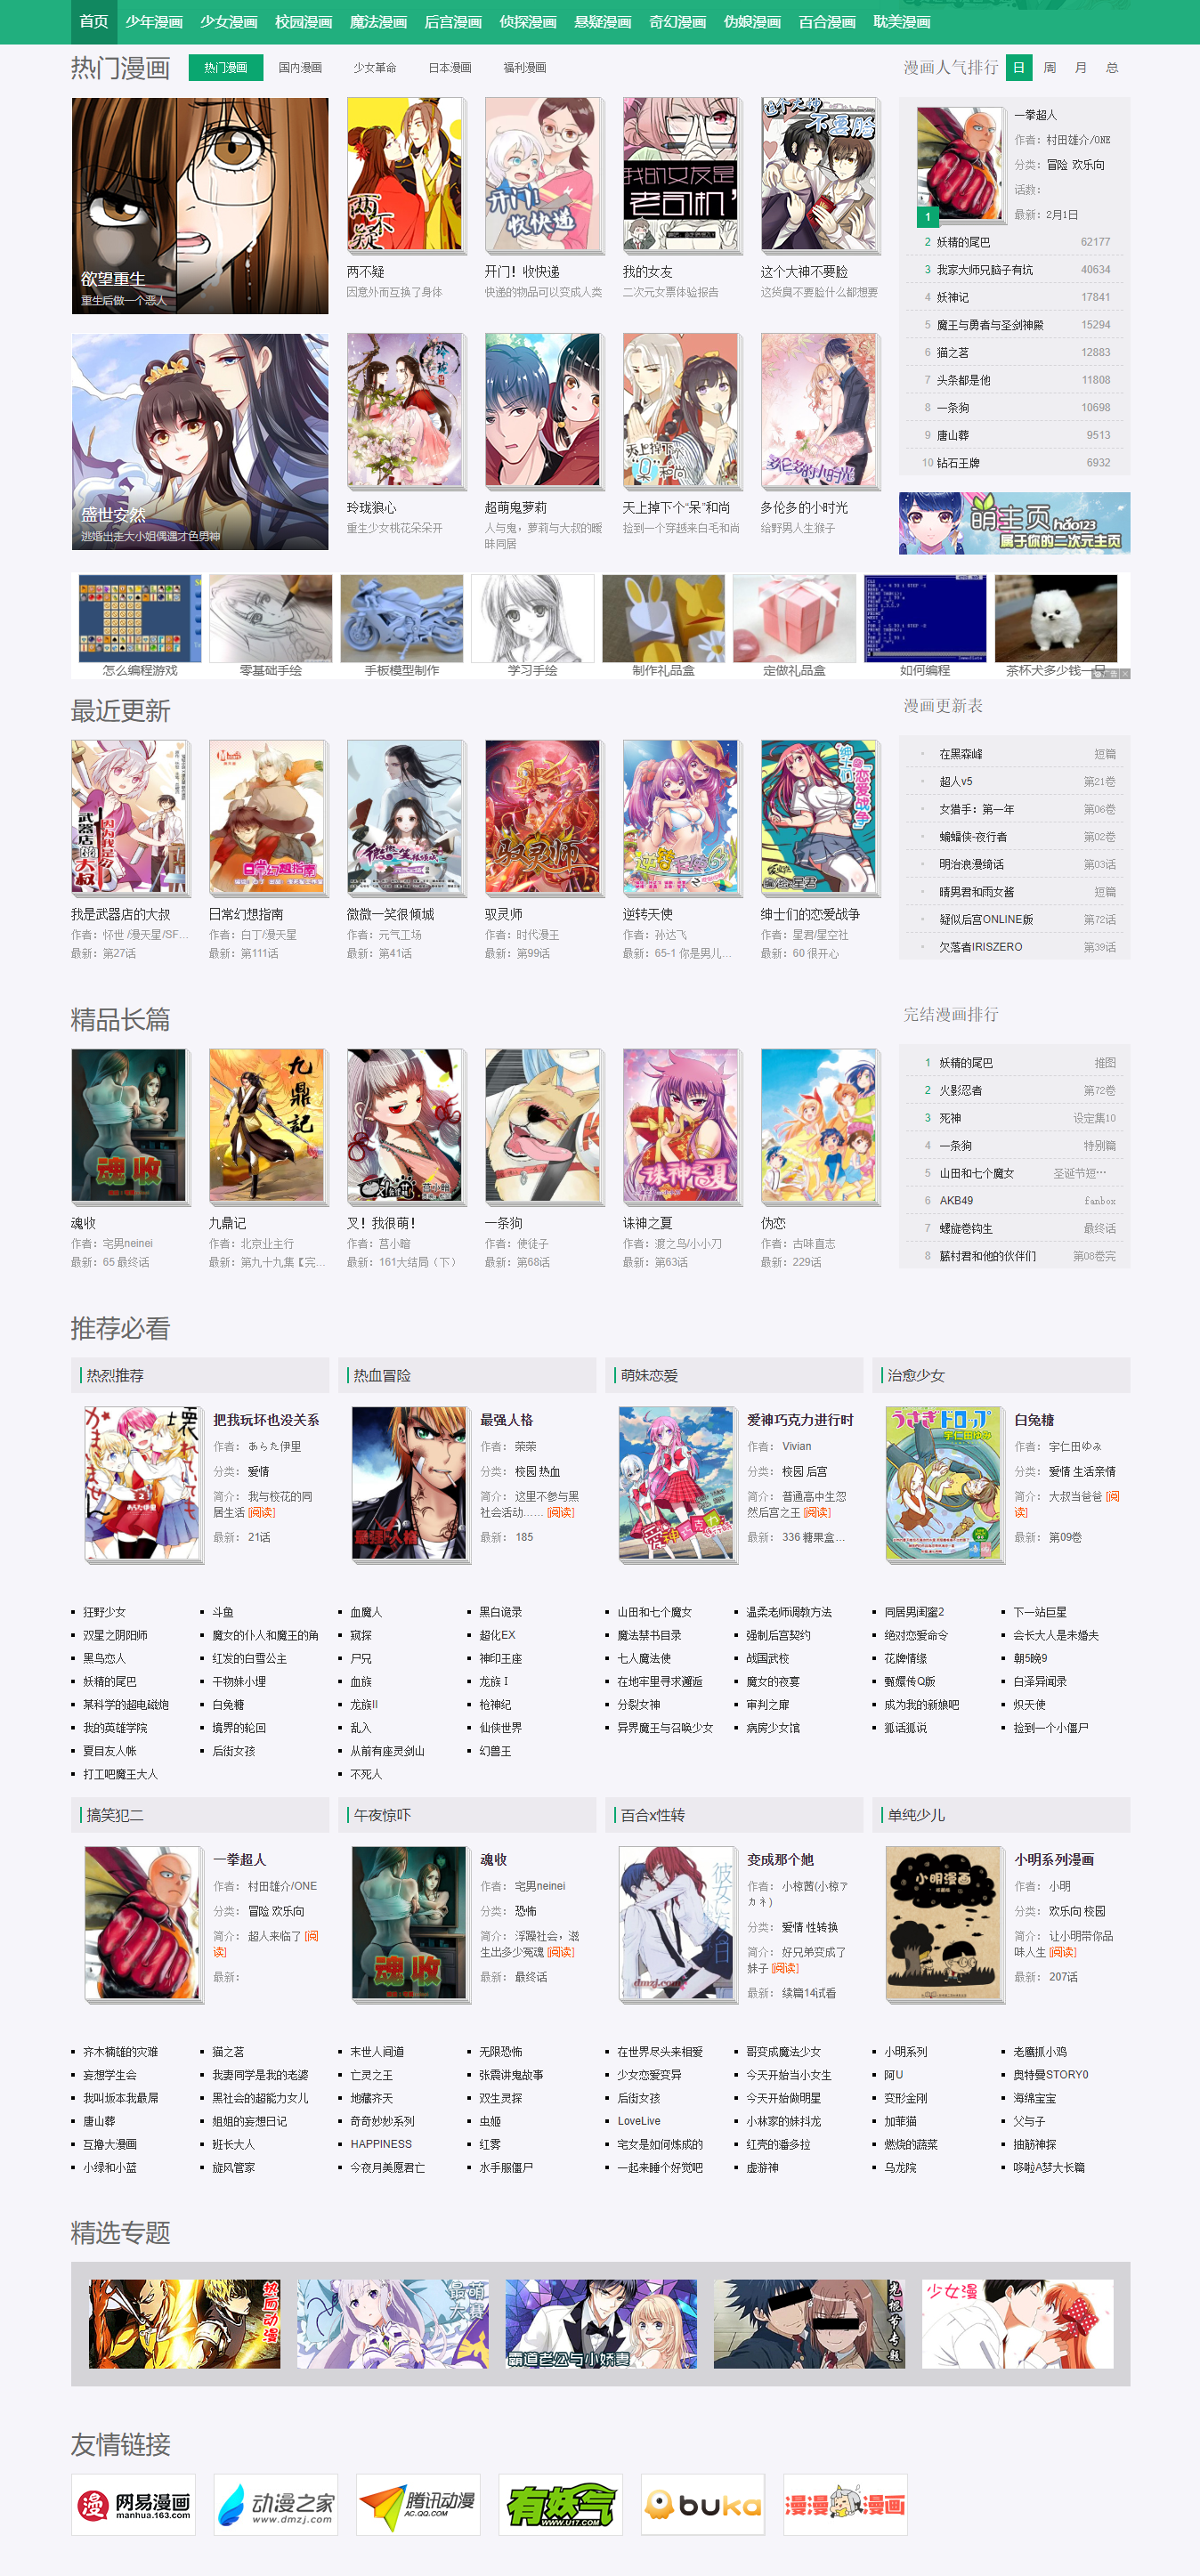 首页 少年漫画 少女漫画 校园漫画 魔法漫画 后宫漫画 侦探漫画 悬疑漫画 奇幻漫画 伪娘漫画 百合漫画 耽美漫画
热门漫画 热门漫画 国内漫画 少女革命 日本漫画 福利漫画
漫画人气排行 日 周 月 总
欲望重生
重生后做一个恶人
两不疑
因意外而互换了身体
开门！收快递
快递的物品可以变成人类
我的女友
二次元女票体验报告
这个大神不要脸
这货臭不要脸什么都想要
盛世安然
逃婚出走大小姐偶遇才色男神
玲珑狼心
重生少女桃花朵朵开
超萌鬼萝莉
人与鬼，萝莉与大叔的暧昧同居
天上掉下个“呆”和尚
捡到一个穿越来白毛和尚
多伦多的小时光
给野男人生猴子
一拳超人
作者：村田雄介/ONE
分类：冒险 欢乐向
话数：
最新：2月1日
1
2 妖精的尾巴 62177
3 我家大师兄脑子有坑 40634
4 妖神记 17841
5 魔王与勇者与圣剑神殿 15294
6 猫之茗 12883
7 头条都是他 11808
8 一条狗 10698
9 唐山葬 9513
10 钻石王牌 6932
萌主页 hao123
属于你的二次元主页
怎么编程游戏 零基础手绘 手板模型制作 学习手绘 制作礼品盒 定做礼品盒 如何编程 茶杯犬多少钱一只
广告
最近更新
我是武器店的大叔
作者：怀世 /漫天星/SF...
最新：第27话
日常幻想指南
作者：白丁/漫天星
最新：第111话
微微一笑很倾城
作者：元气工场
最新：第41话
驭灵师
作者：时代漫王
最新：第99话
逆转天使
作者：孙达飞
最新：65-1 你是男儿...
绅士们的恋爱战争
作者：星君/星空社
最新：60 很开心
漫画更新表
在黑森峰 短篇
超人v5 第21卷
女猎手：第一年 第06卷
蝙蝠侠-夜行者 第02卷
明治浪漫绮话 第03话
晴男君和雨女酱 短篇
疑似后宫ONLINE版 第72话
欠落者IRISZERO 第39话
精品长篇
魂收
作者：宅男neinei
最新：65 最终话
九鼎记
作者：北京业主行
最新：第九十九集【完...
叉！我很萌！
作者：莒小暄
最新：161大结局（下）
一条狗
作者：使徒子
最新：第68话
诛神之夏
作者：渡之鸟/小小刀
最新：第63话
伪恋
作者：古味直志
最新：229话
完结漫画排行
1 妖精的尾巴 推图
2 火影忍者 第72卷
3 死神 设定集10
4 一条狗 特别篇
5 山田和七个魔女 圣诞节短…
6 AKB49 fanbox
7 螺旋卷钩生 最终话
8 藤村君和他的伙伴们 第08卷完
推荐必看
热烈推荐 热血冒险 萌妹恋爱 治愈少女
把我玩坏也没关系
作者：あらた伊里
分类：爱情
简介：我与校花的同居生活 [阅读]
最新：21话
最强人格
作者：荣荣
分类：校园 热血
简介：这里不参与黑社会活动…… [阅读]
最新：185
爱神巧克力进行时
作者：Vivian
分类：校园 后宫
简介：普通高中生忽然后宫之王 [阅读]
最新：336 糖果盒...
白兔糖
作者：宇仁田ゆみ
分类：爱情 生活亲情
简介：大叔当爸爸 [阅读]
最新：第09卷
狂野少女 斗鱼 血魔人 黑白诡录 山田和七个魔女 温柔老师调教方法 同居男闺蜜2 下一站巨星
双星之阴阳师 魔女的仆人和魔王的角 窥探 超化EX 魔法禁书目录 强制后宫契约 绝对恋爱命令 会长大人是未婚夫
黑鸟恋人 红发的白雪公主 尸兄 神印王座 七人魔法使 战国武校 花牌情缘 朝5晚9
妖精的尾巴 干物妹小埋 血族 龙族Ⅰ 在地牢里寻求邂逅 魔女的夜宴 甄嬛传Q版 白泽异闻录
某科学的超电磁炮 白兔糖 龙族II 枪神纪 分裂女神 审判之扉 成为我的新娘吧 炽天使
我的英雄学院 境界的轮回 乱入 仙侠世界 异界魔王与召唤少女 病房少女馆 狐话狐说 捡到一个小僵尸
夏目友人帐 后街女孩 从前有座灵剑山 幻兽王
打工吧魔王大人 不死人
搞笑犯二 午夜惊吓 百合x性转 单纯少儿
一拳超人
作者：村田雄介/ONE
分类：冒险 欢乐向
简介：超人来临了 [阅读]
最新：
魂收
作者：宅男neinei
分类：恐怖
简介：浮躁社会，滋生出多少冤魂 [阅读]
最新：最终话
变成那个她
作者：小椋茜(小椋アカネ)
分类：爱情 性转换
简介：好兄弟变成了妹子 [阅读]
最新：续篇14试看
小明系列漫画
作者：小明
分类：欢乐向 校园
简介：让小明带你品味人生 [阅读]
最新：207话
齐木楠雄的灾难 猫之茗 末世人间道 无限恐怖 在世界尽头来相爱 哥变成魔法少女 小明系列 老鹰抓小鸡
妄想学生会 我妻同学是我的老婆 亡灵之王 张震讲鬼故事 少女恋爱变异 今天开始当小女生 阿U 奥特曼STORY0
我叫坂本我最屌 黑社会的超能力女儿 地藏齐天 双生灵探 后街女孩 今天开始做明星 变形金刚 海绵宝宝
唐山葬 姐姐的妄想日记 奇奇妙妙系列 虫姬 LoveLive 小林家的妹抖龙 加菲猫 父与子
互撸大漫画 班长大人 HAPPINESS 红雾 宅女是如何炼成的 红壳的潘多拉 燃烧的蔬菜 抽筋神探
小绿和小蓝 旋风管家 今夜月美愿君亡 水手服僵尸 一起来睡个好觉吧 虚游神 乌龙院 哆啦A梦大长篇
精选专题
热血动漫 最萌大赛 霸道老公与小娇妻 光棍节专题 少女漫
友情链接
网易漫画 manhua.163.com
动漫之家 www.dmzj.com
腾讯动漫 AC.QQ.COM
有妖气 WWW.U17.COM
buka
漫漫漫画